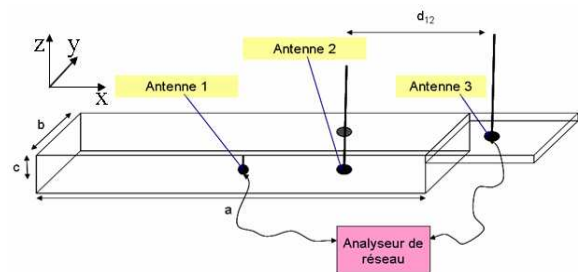 d12
z
y
x
Antenne 2
Antenne 1
Antenne 3
b
c
a
Analyseur de
réseau